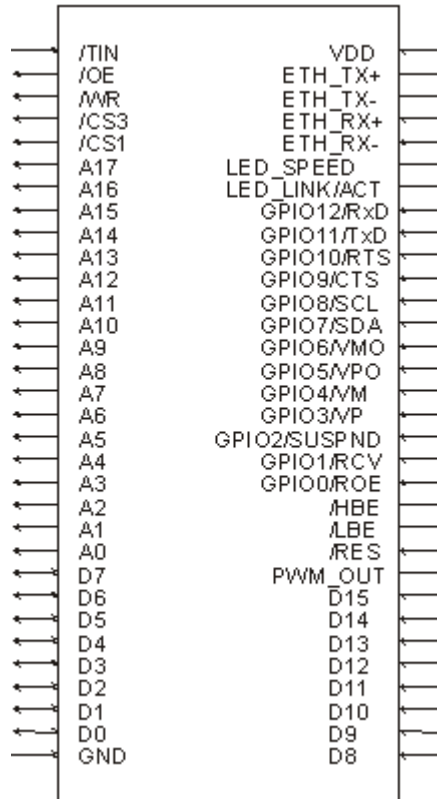 /TIN VDD
/OE ETH_TX+
/WR ETH_TX-
/CS3 ETH_RX+
/CS1 ETH_RX-
A17 LED_SPEED
A16 LED_LINK/ACT
A15 GPIO12/RxD
A14 GPIO11/TxD
A13 GPIO10/RTS
A12 GPIO9/CTS
A11 GPIO8/SCL
A10 GPIO7/SDA
A9 GPIO6/VMO
A8 GPIO5/VPO
A7 GPIO4/VM
A6 GPIO3/VP
A5 GPIO2/SUSPND
A4 GPIO1/RCV
A3 GPIO0/ROE
A2 /HBE
A1 /LBE
A0 /RES
D7 PWM_OUT
D6 D15
D5 D14
D4 D13
D3 D12
D2 D11
D1 D10
D0 D9
GND D8